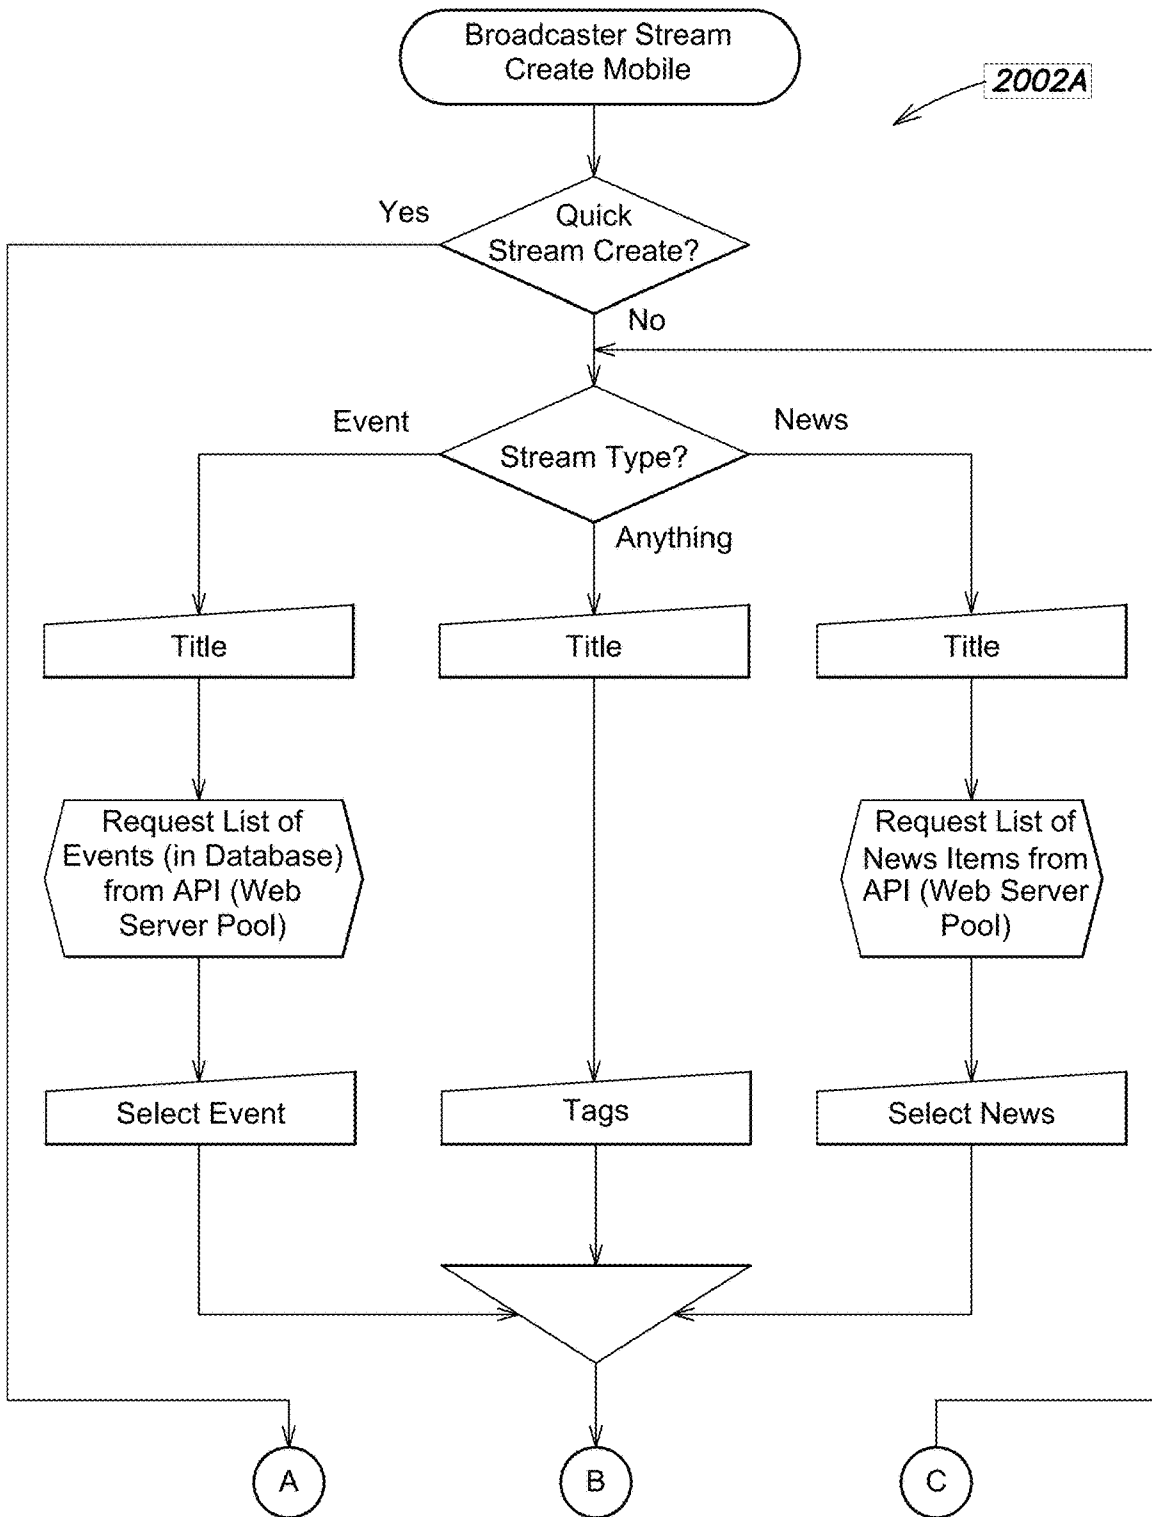 Broadcaster Stream
Create Mobile
2002A
Yes
Quick
Stream Create?
No
Event
News
Stream Type?
Anything
Title
Title
Title
Request List of
Events (in Database)
from API (Web
Server Pool)
Request List of
News Items from
API (Web Server
Pool)
Select Event
Tags
Select News
A
B
C